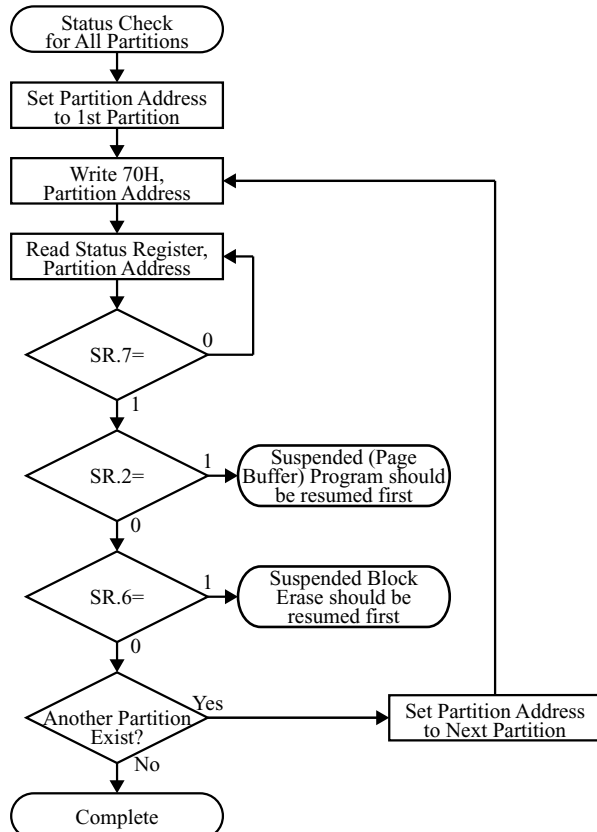 Status Check
for All Partitions
Set Partition Address
to 1st Partition
Write 70H,
Partition Address
Read Status Register,
Partition Address
SR.7=
0
1
SR.2=
1
Suspended (Page
Buffer) Program should
be resumed first
0
SR.6=
1
Suspended Block
Erase should be
resumed first
0
Another Partition
Exist?
Yes
Set Partition Address
to Next Partition
No
Complete